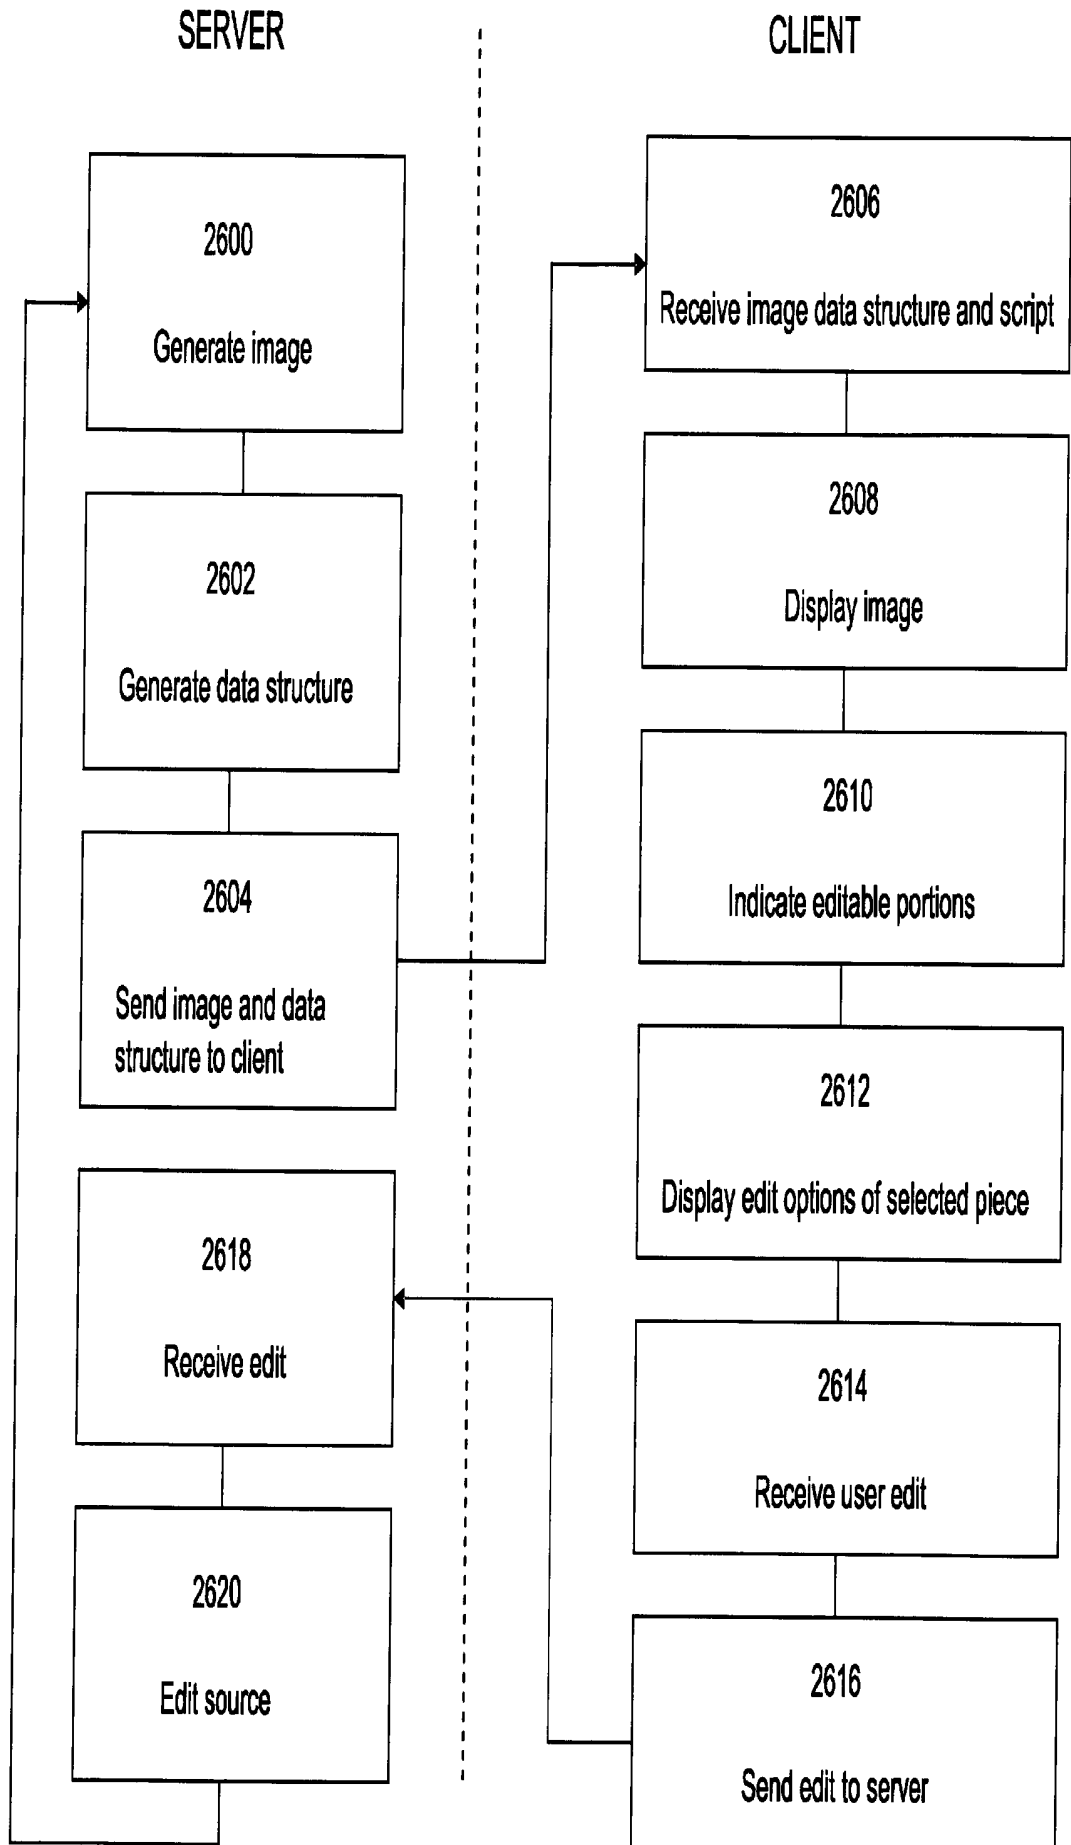 SERVER
CLIENT
2600
Generate image
2602
Generate data structure
2604
Send image and data
structure to client
2618
Receive edit
2620
Edit source
2606
Receive image data structure and script
2608
Display image
2610
Indicate editable portions
2612
Display edit options of selected piece
2614
Receive user edit
2616
Send edit to server